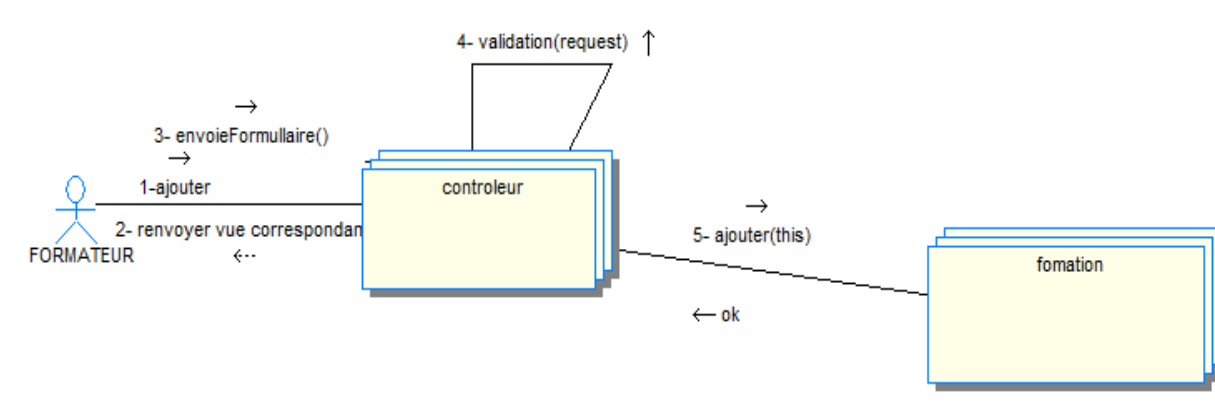 4- validation(request)
3- envoieFormullaire()
1-ajouter
controleur
2- renvoyer vue correspondan
FORMATEUR
5- ajouter(this)
fomation
ok